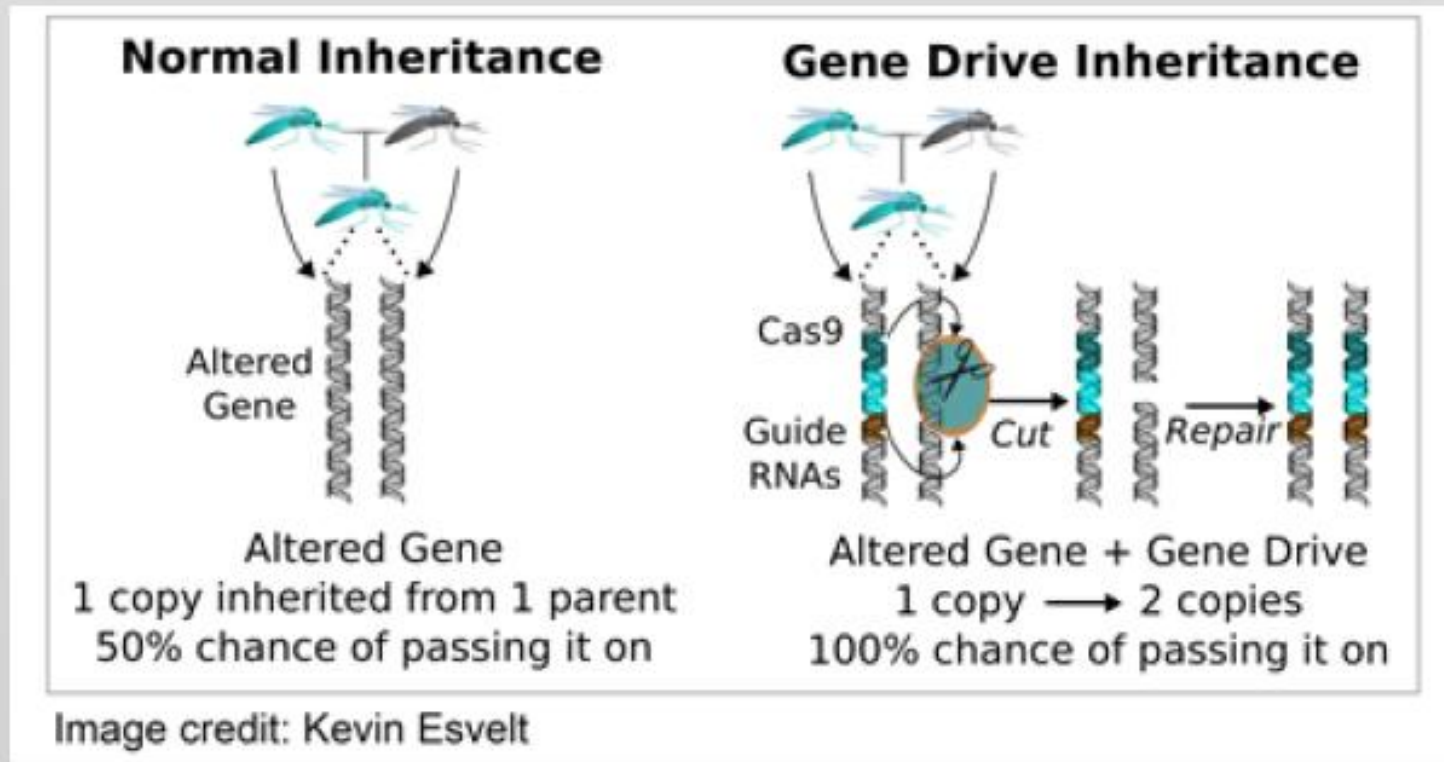 Normal Inheritance
Altered
Gene
Altered Gene
1 copy inherited from 1 parent
50% chance of passing it on
Gene Drive Inheritance
Cas9
Guide
RNAs
Cut
Repair
Altered Gene + Gene Drive
1 copy → 2 copies
100% chance of passing it on
Image credit: Kevin Esvelt